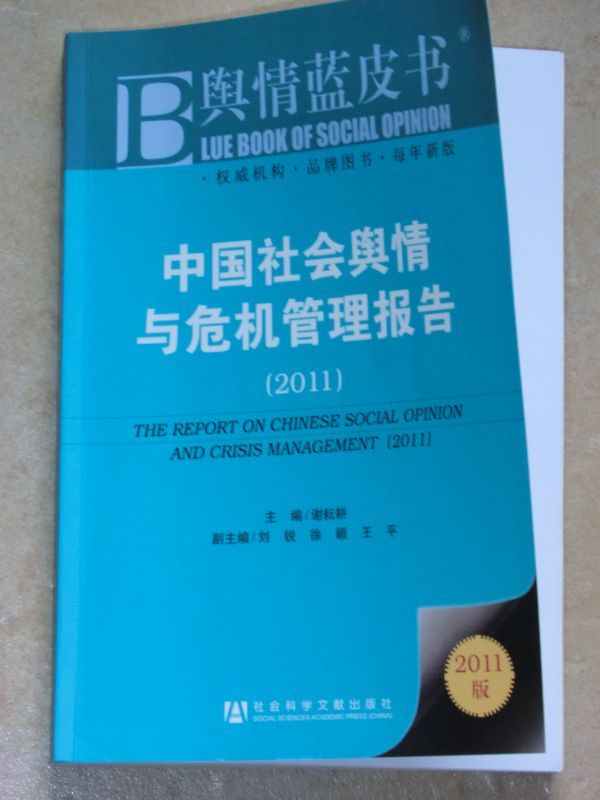 舆情蓝皮书®
BLUE BOOK OF SOCIAL OPINION
·权威机构·品牌图书·每年新版
中国社会舆情
与危机管理报告
(2011)
THE REPORT ON CHINESE SOCIAL OPINION
AND CRISIS MANAGEMENT (2011)
主 编/谢耘耕
副主编/刘 锐 徐 颖 王 平
2011
版
社会科学文献出版社
SOCIAL SCIENCES ACADEMIC PRESS (CHINA)